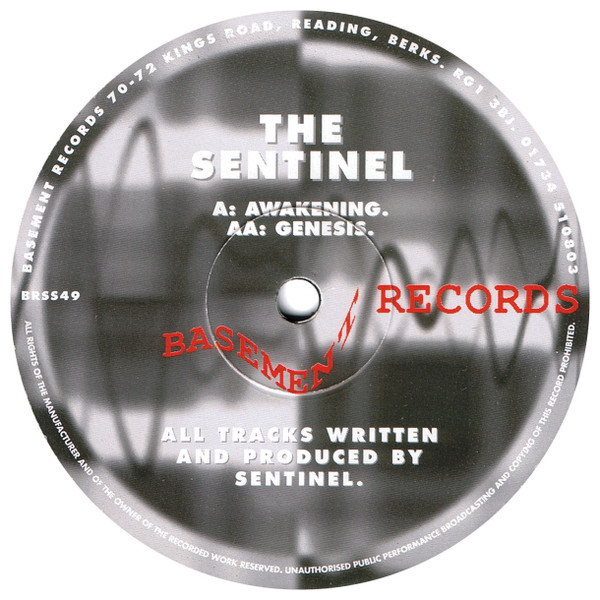 BASEMENT RECORDS 70-72 KINGS ROAD, READING, BERKS. RG1 3BJ. 01734 510803
THE
SENTINEL
A: AWAKENING.
AA: GENESIS.
BRSS49
BASEMENT RECORDS
ALL TRACKS WRITTEN
AND PRODUCED BY
SENTINEL.
ALL RIGHTS OF THE MANUFACTURER AND OF THE OWNER OF THE RECORDED WORK RESERVED. UNAUTHORISED PUBLIC PERFORMANCE BROADCASTING AND COPYING OF THIS RECORD PROHIBITED.